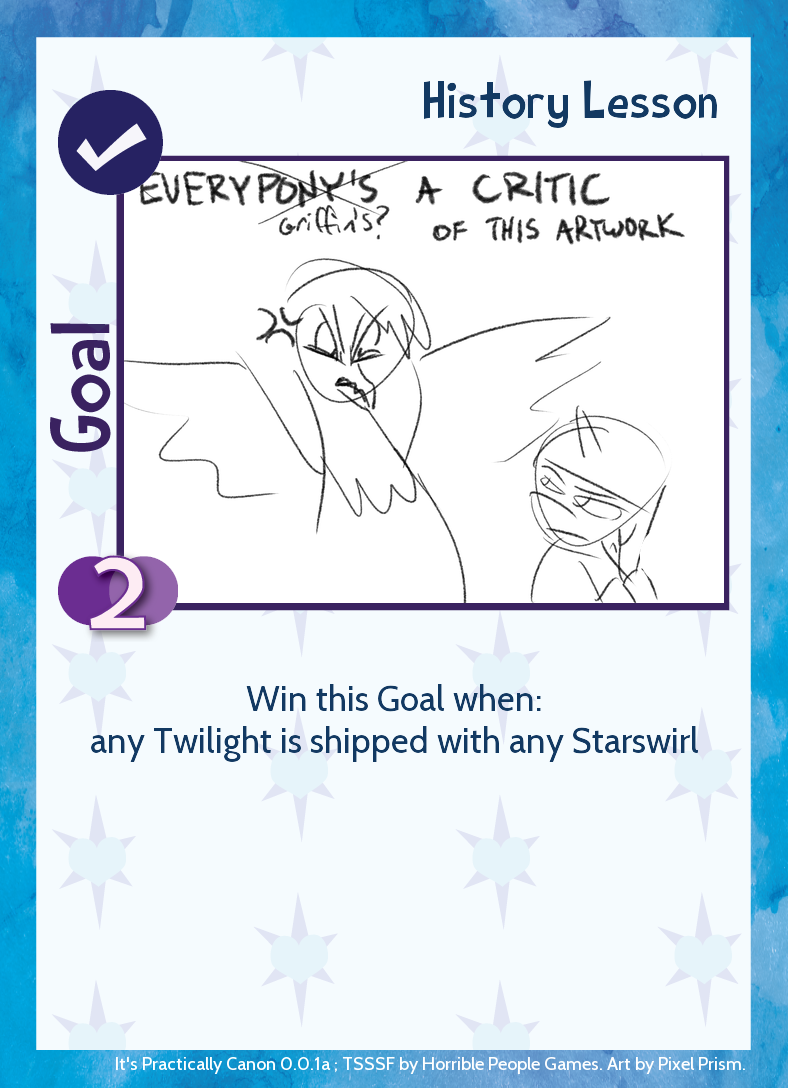 History Lesson
EVERYPONY'S A CRITIC
Griffin's?
OF THIS ARTWORK
Goal
2
Win this Goal when:
any Twilight is shipped with any Starswirl
It's Practically Canon 0.0.1a ; TSSSF by Horrible People Games. Art by Pixel Prism.